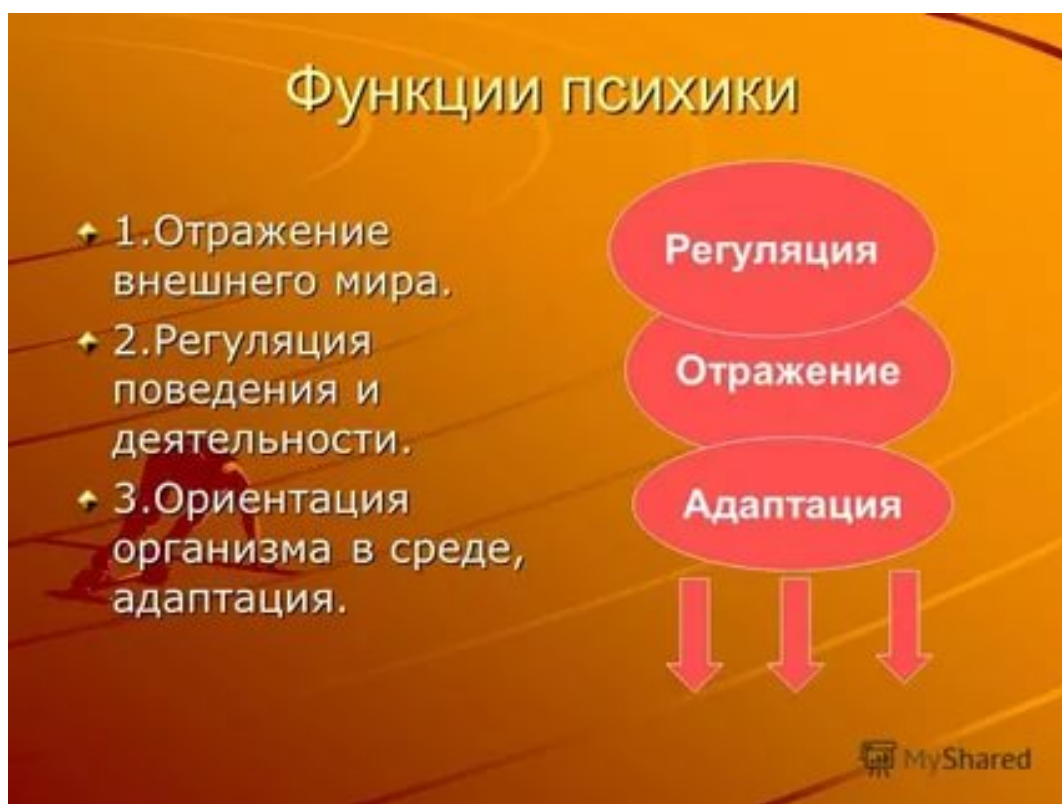 Функции психики
1.Отражение
внешнего мира.
2.Регуляция
поведения и
деятельности.
3.Ориентация
организма в среде,
адаптация.
Регуляция
Отражение
Адаптация
MyShared